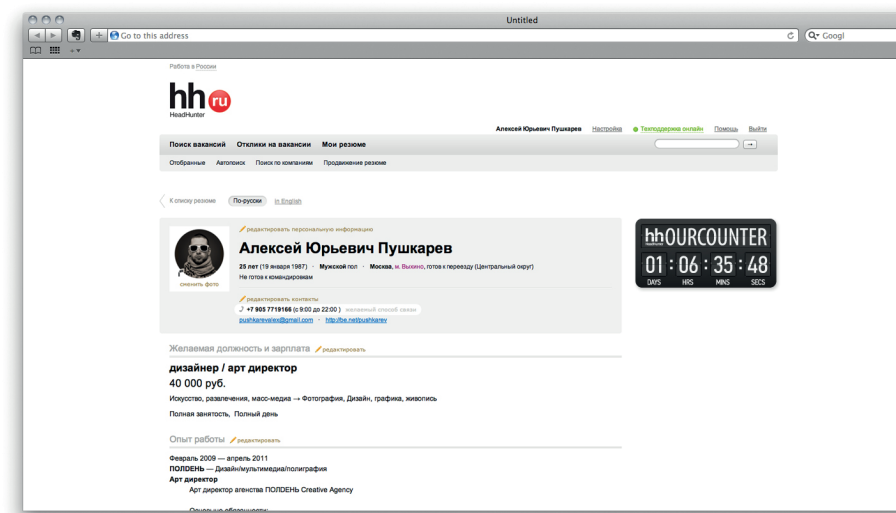 Untitled
Go to this address
Googl
Работа в России
hh ru
HeadHunter
Алексей Юрьевич Пушкарев Настройка Техподдержка онлайн Помощь Выйти
Поиск вакансий Отклики на вакансии Мои резюме
Отобранные Автопоиск Поиск по компаниям Продвижение резюме
К списку резюме По-русски in English
редактировать персональную информацию
Алексей Юрьевич Пушкарев
25 лет (19 января 1987) · Мужской пол · Москва, м. Выхино, готов к переезду (Центральный округ)
Не готов к командировкам
сменить фото
редактировать контакты
+7 905 7719166 (с 9:00 до 22:00 ) желаемый способ связи
pushkarevalex@gmail.com · http://be.net/pushkarev
hh HeadHunter OURCOUNTER
01 : 06 : 35 : 48
DAYS HRS MINS SECS
Желаемая должность и зарплата редактировать
дизайнер / арт директор
40 000 руб.
Искусство, развлечения, масс-медиа → Фотография, Дизайн, графика, живопись
Полная занятость, Полный день
Опыт работы редактировать
Февраль 2009 — апрель 2011
ПОЛDЕНЬ — Дизайн/мультимедиа/полиграфия
Арт директор
Арт директор агенства ПОЛDЕНЬ Creative Agency